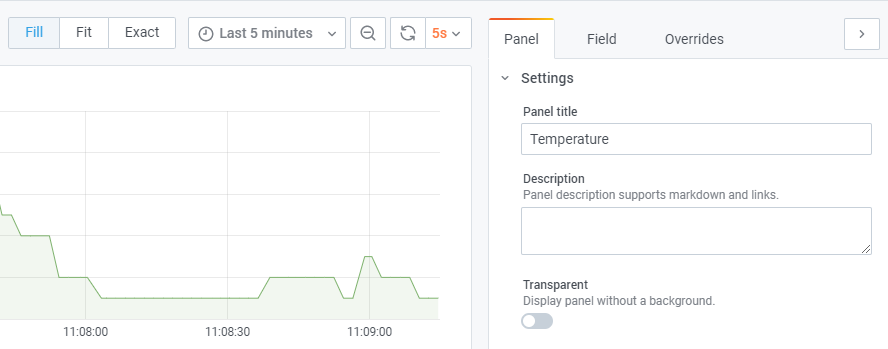 Fill Fit Exact Last 5 minutes 5s
Panel Field Overrides
Settings
Panel title
Temperature
Description
Panel description supports markdown and links.
Transparent
Display panel without a background.
11:08:00 11:08:30 11:09:00